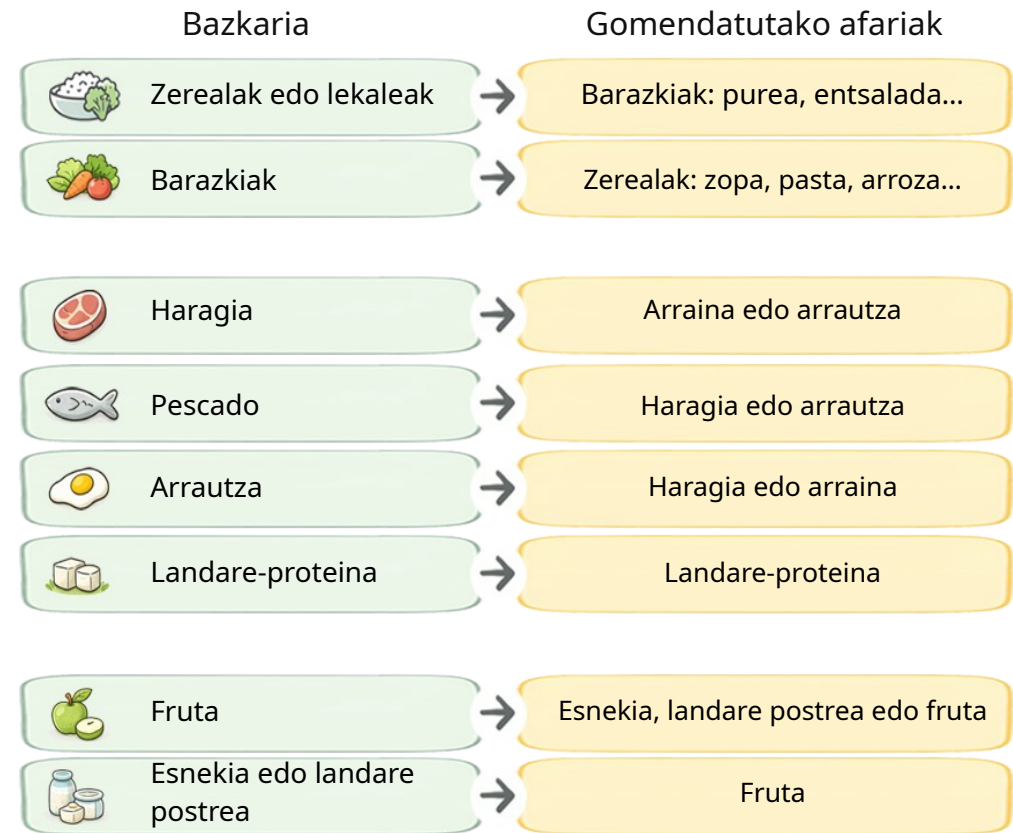 Bazkaria
Gomendatutako afariak
Zerealak edo lekaleak
Barazkiak: purea, entsalada...
Barazkiak
Zerealak: zopa, pasta, arroza...
Haragia
Arraina edo arrautza
Pescado
Haragia edo arrautza
Arrautza
Haragia edo arraina
Landare-proteina
Landare-proteina
Fruta
Esnekia, landare postrea edo fruta
Esnekia edo landare
postrea
Fruta